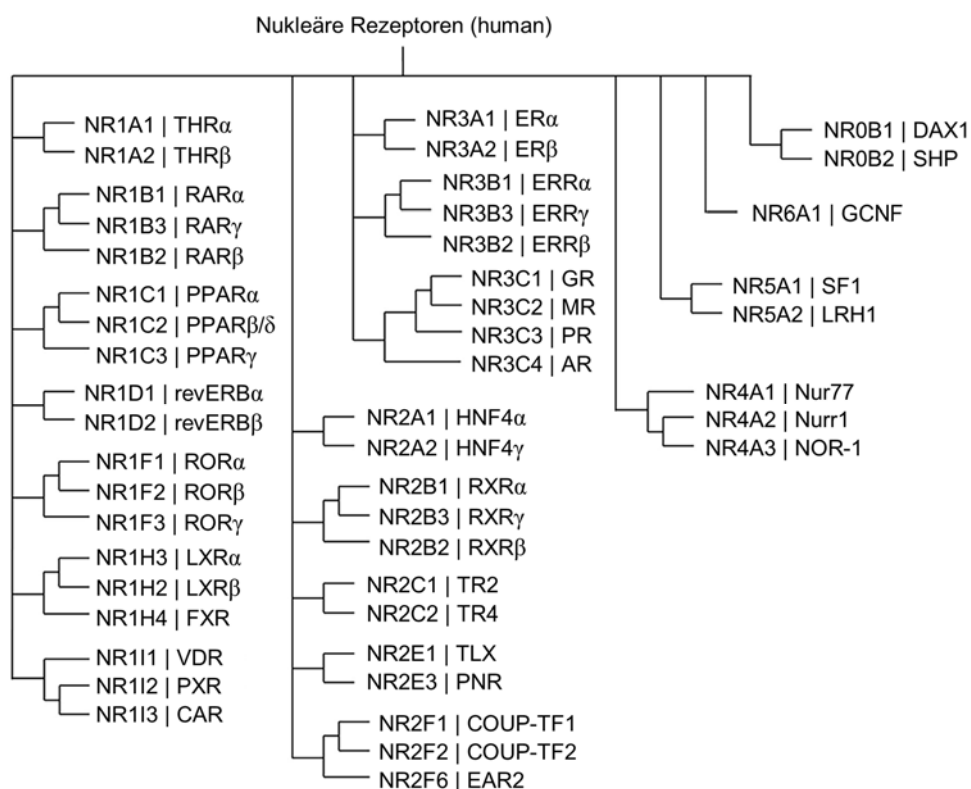 Nukleäre Rezeptoren (human)
NR1A1 | THRα
NR1A2 | THRβ
NR1B1 | RARα
NR1B3 | RARγ
NR1B2 | RARβ
NR1C1 | PPARα
NR1C2 | PPARβ/δ
NR1C3 | PPARγ
NR1D1 | revERBα
NR1D2 | revERBβ
NR1F1 | RORα
NR1F2 | RORβ
NR1F3 | RORγ
NR1H3 | LXRα
NR1H2 | LXRβ
NR1H4 | FXR
NR1I1 | VDR
NR1I2 | PXR
NR1I3 | CAR
NR3A1 | ERα
NR3A2 | ERβ
NR3B1 | ERRα
NR3B3 | ERRγ
NR3B2 | ERRβ
NR3C1 | GR
NR3C2 | MR
NR3C3 | PR
NR3C4 | AR
NR2A1 | HNF4α
NR2A2 | HNF4γ
NR2B1 | RXRα
NR2B3 | RXRγ
NR2B2 | RXRβ
NR2C1 | TR2
NR2C2 | TR4
NR2E1 | TLX
NR2E3 | PNR
NR2F1 | COUP-TF1
NR2F2 | COUP-TF2
NR2F6 | EAR2
NR0B1 | DAX1
NR0B2 | SHP
NR6A1 | GCNF
NR5A1 | SF1
NR5A2 | LRH1
NR4A1 | Nur77
NR4A2 | Nurr1
NR4A3 | NOR-1